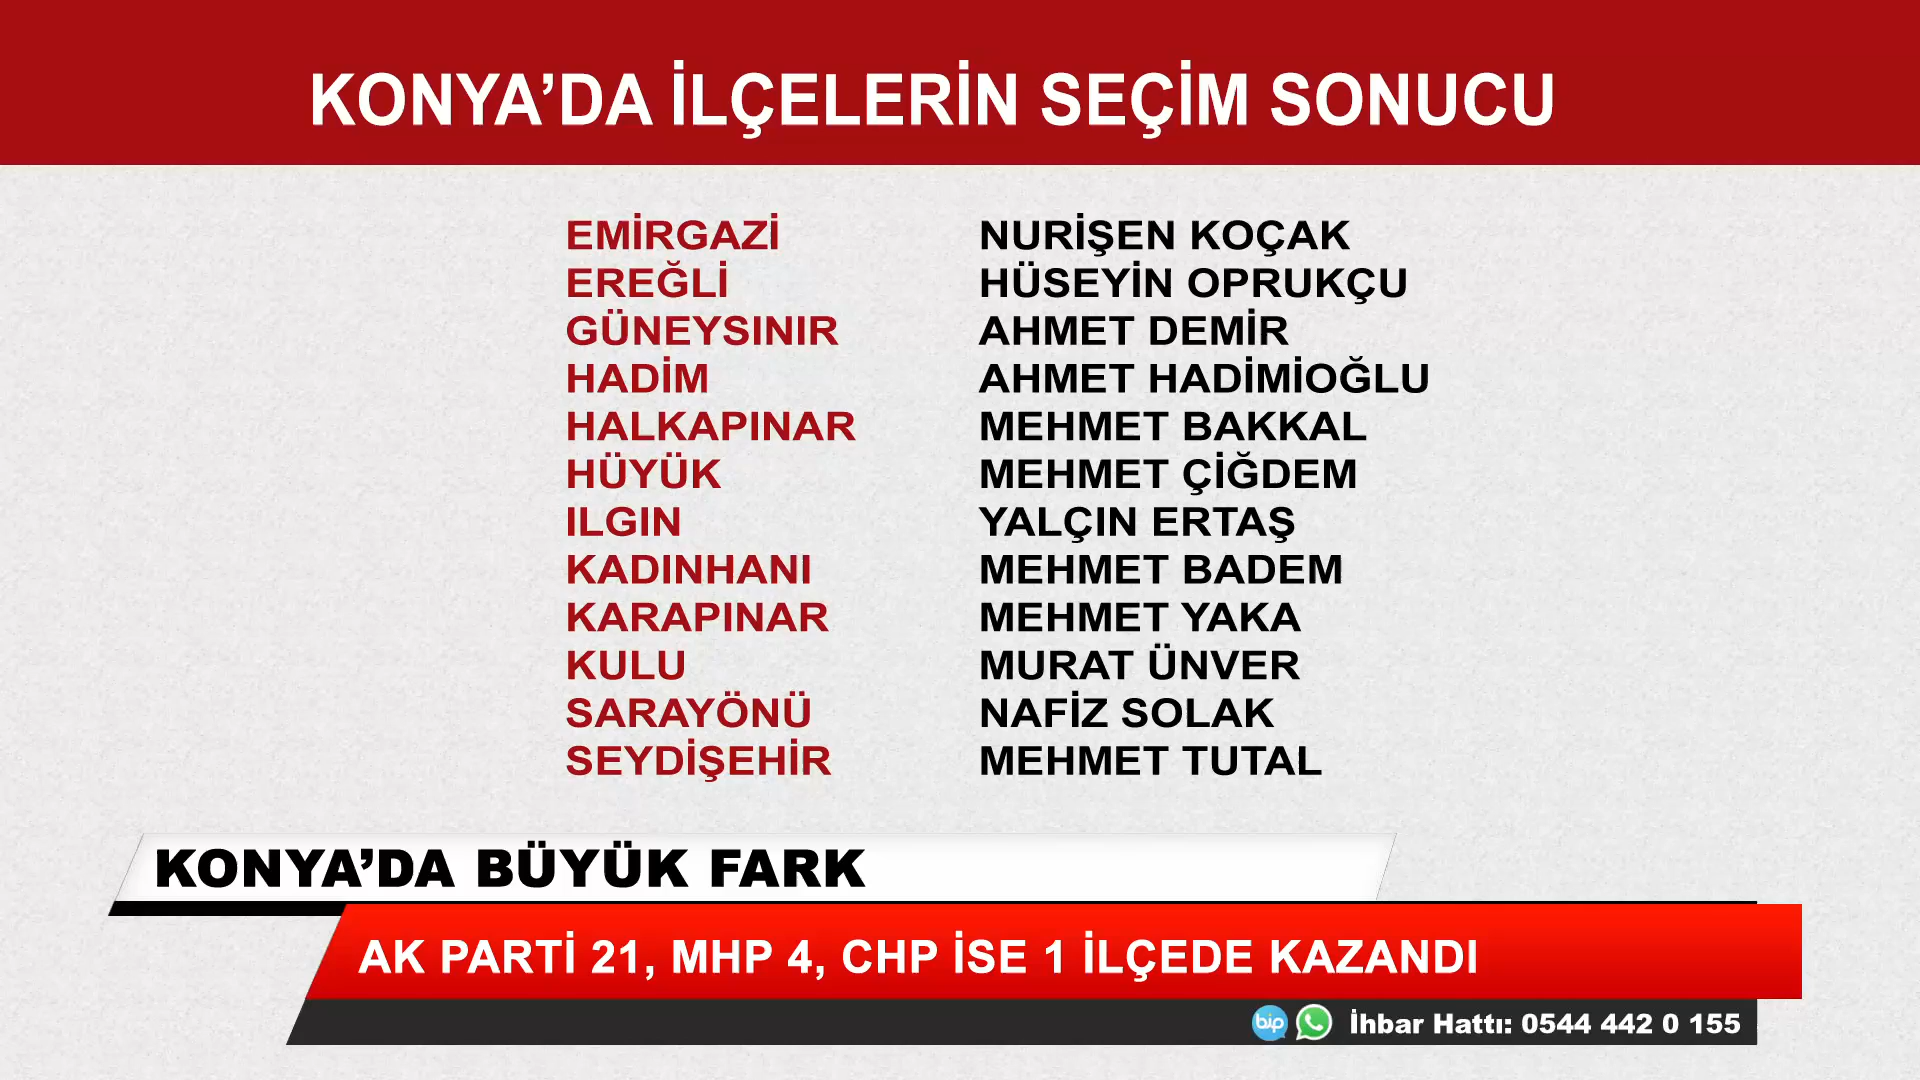 KONYA’DA İLÇELERİN SEÇİM SONUCU
EMİRGAZİ NURİŞEN KOÇAK
EREĞLİ HÜSEYİN OPRUKÇU
GÜNEYSINIR AHMET DEMİR
HADİM AHMET HADİMİOĞLU
HALKAPINAR MEHMET BAKKAL
HÜYÜK MEHMET ÇİĞDEM
ILGIN YALÇIN ERTAŞ
KADINHANI MEHMET BADEM
KARAPINAR MEHMET YAKA
KULU MURAT ÜNVER
SARAYÖNÜ NAFİZ SOLAK
SEYDİŞEHİR MEHMET TUTAL
KONYA’DA BÜYÜK FARK
AK PARTİ 21, MHP 4, CHP İSE 1 İLÇEDE KAZANDI
bip İhbar Hattı: 0544 442 0 155